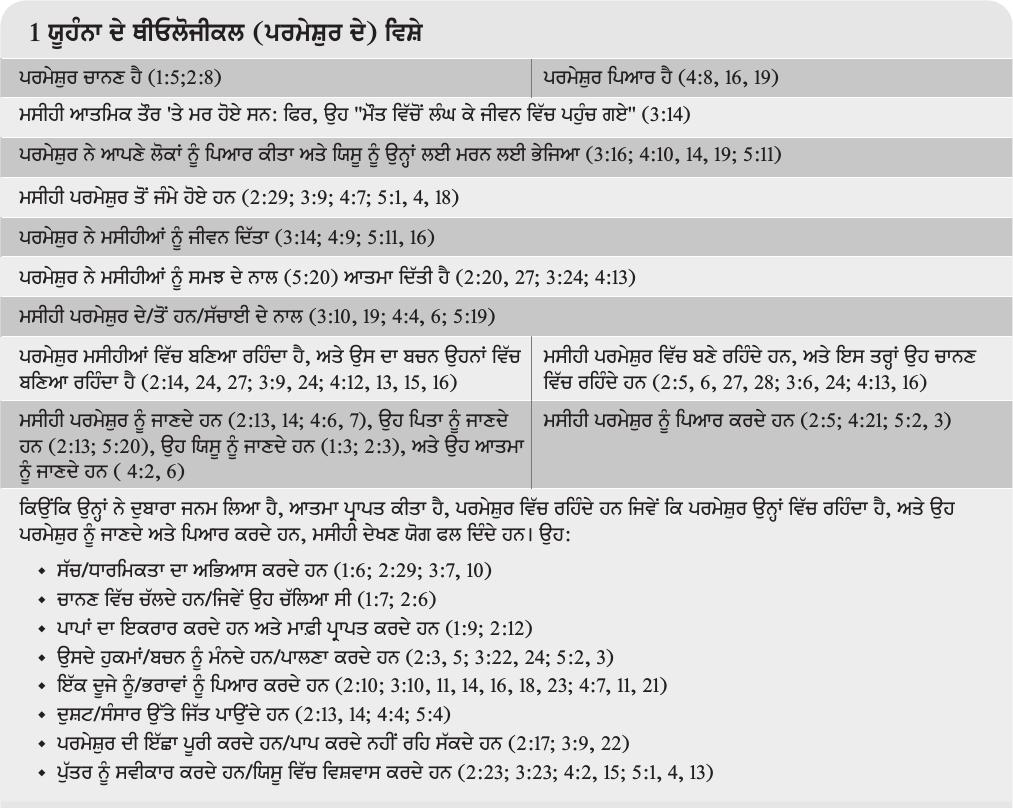 1 ਯੂਹੰਨਾ ਦੇ ਥੀਓਲੋਜੀਕਲ (ਪਰਮੇਸ਼ੁਰ ਦੇ) ਵਿਸ਼ੇ
ਪਰਮੇਸ਼ੁਰ ਚਾਨਣ ਹੈ (1:5;2:8)
ਪਰਮੇਸ਼ੁਰ ਪਿਆਰ ਹੈ (4:8, 16, 19)
ਮਸੀਹੀ ਆਤਮਿਕ ਤੌਰ 'ਤੇ ਮਰ ਹੋਏ ਸਨ: ਫਿਰ, ਉਹ "ਮੌਤ ਵਿੱਚੋਂ ਲੰਘ ਕੇ ਜੀਵਨ ਵਿੱਚ ਪਹੁੰਚ ਗਏ" (3:14)
ਪਰਮੇਸ਼ੁਰ ਨੇ ਆਪਣੇ ਲੋਕਾਂ ਨੂੰ ਪਿਆਰ ਕੀਤਾ ਅਤੇ ਯਿਸੂ ਨੂੰ ਉਨ੍ਹਾਂ ਲਈ ਮਰਨ ਲਈ ਭੇਜਿਆ (3:16; 4:10, 14, 19; 5:11)
ਮਸੀਹੀ ਪਰਮੇਸ਼ੁਰ ਤੋਂ ਜੰਮੇ ਹੋਏ ਹਨ (2:29; 3:9; 4:7; 5:1, 4, 18)
ਪਰਮੇਸ਼ੁਰ ਨੇ ਮਸੀਹੀਆਂ ਨੂੰ ਜੀਵਨ ਦਿੱਤਾ (3:14; 4:9; 5:11, 16)
ਪਰਮੇਸ਼ੁਰ ਨੇ ਮਸੀਹੀਆਂ ਨੂੰ ਸਮਝ ਦੇ ਨਾਲ (5:20) ਆਤਮਾ ਦਿੱਤੀ ਹੈ (2:20, 27; 3:24; 4:13)
ਮਸੀਹੀ ਪਰਮੇਸ਼ੁਰ ਦੇ/ਤੋਂ ਹਨ/ਸੱਚਾਈ ਦੇ ਨਾਲ (3:10, 19; 4:4, 6; 5:19)
ਪਰਮੇਸ਼ੁਰ ਮਸੀਹੀਆਂ ਵਿੱਚ ਬਣਿਆ ਰਹਿੰਦਾ ਹੈ, ਅਤੇ ਉਸ ਦਾ ਬਚਨ ਉਹਨਾਂ ਵਿੱਚ
ਬਣਿਆ ਰਹਿੰਦਾ ਹੈ (2:14, 24, 27; 3:9, 24; 4:12, 13, 15, 16)
ਮਸੀਹੀ ਪਰਮੇਸ਼ੁਰ ਵਿੱਚ ਬਣੇ ਰਹਿੰਦੇ ਹਨ, ਅਤੇ ਇਸ ਤਰ੍ਹਾਂ ਉਹ ਚਾਨਣ
ਵਿੱਚ ਰਹਿੰਦੇ ਹਨ (2:5, 6, 27, 28; 3:6, 24; 4:13, 16)
ਮਸੀਹੀ ਪਰਮੇਸ਼ੁਰ ਨੂੰ ਜਾਣਦੇ ਹਨ (2:13, 14; 4:6, 7), ਉਹ ਪਿਤਾ ਨੂੰ ਜਾਣਦੇ
ਹਨ (2:13; 5:20), ਉਹ ਯਿਸੂ ਨੂੰ ਜਾਣਦੇ ਹਨ (1:3; 2:3), ਅਤੇ ਉਹ ਆਤਮਾ
ਨੂੰ ਜਾਣਦੇ ਹਨ ( 4:2, 6)
ਮਸੀਹੀ ਪਰਮੇਸ਼ੁਰ ਨੂੰ ਪਿਆਰ ਕਰਦੇ ਹਨ (2:5; 4:21; 5:2, 3)
ਕਿਉਂਕਿ ਉਨ੍ਹਾਂ ਨੇ ਦੁਬਾਰਾ ਜਨਮ ਲਿਆ ਹੈ, ਆਤਮਾ ਪ੍ਰਾਪਤ ਕੀਤਾ ਹੈ, ਪਰਮੇਸ਼ੁਰ ਵਿੱਚ ਰਹਿੰਦੇ ਹਨ ਜਿਵੇਂ ਕਿ ਪਰਮੇਸ਼ੁਰ ਉਨ੍ਹਾਂ ਵਿੱਚ ਰਹਿੰਦਾ ਹੈ, ਅਤੇ ਉਹ
ਪਰਮੇਸ਼ੁਰ ਨੂੰ ਜਾਣਦੇ ਅਤੇ ਪਿਆਰ ਕਰਦੇ ਹਨ, ਮਸੀਹੀ ਦੇਖਣ ਯੋਗ ਫਲ ਦਿੰਦੇ ਹਨ। ਉਹ:
• ਸੱਚ/ਧਾਰਮਿਕਤਾ ਦਾ ਅਭਿਆਸ ਕਰਦੇ ਹਨ (1:6; 2:29; 3:7, 10)
• ਚਾਨਣ ਵਿੱਚ ਚੱਲਦੇ ਹਨ/ਜਿਵੇਂ ਉਹ ਚੱਲਿਆ ਸੀ (1:7; 2:6)
• ਪਾਪਾਂ ਦਾ ਇਕਰਾਰ ਕਰਦੇ ਹਨ ਅਤੇ ਮਾਫ਼ੀ ਪ੍ਰਾਪਤ ਕਰਦੇ ਹਨ (1:9; 2:12)
• ਉਸਦੇ ਹੁਕਮਾਂ/ਬਚਨ ਨੂੰ ਮੰਨਦੇ ਹਨ/ਪਾਲਣਾ ਕਰਦੇ ਹਨ (2:3, 5; 3:22, 24; 5:2, 3)
• ਇੱਕ ਦੂਜੇ ਨੂੰ/ਭਰਾਵਾਂ ਨੂੰ ਪਿਆਰ ਕਰਦੇ ਹਨ (2:10; 3:10, 11, 14, 16, 18, 23; 4:7, 11, 21)
• ਦੁਸ਼ਟ/ਸੰਸਾਰ ਉੱਤੇ ਜਿੱਤ ਪਾਉਂਦੇ ਹਨ (2:13, 14; 4:4; 5:4)
• ਪਰਮੇਸ਼ੁਰ ਦੀ ਇੱਛਾ ਪੂਰੀ ਕਰਦੇ ਹਨ/ਪਾਪ ਕਰਦੇ ਨਹੀਂ ਰਹਿ ਸੱਕਦੇ ਹਨ (2:17; 3:9, 22)
• ਪੁੱਤਰ ਨੂੰ ਸਵੀਕਾਰ ਕਰਦੇ ਹਨ/ਯਿਸੂ ਵਿੱਚ ਵਿਸ਼ਵਾਸ ਕਰਦੇ ਹਨ (2:23; 3:23; 4:2, 15; 5:1, 4, 13)